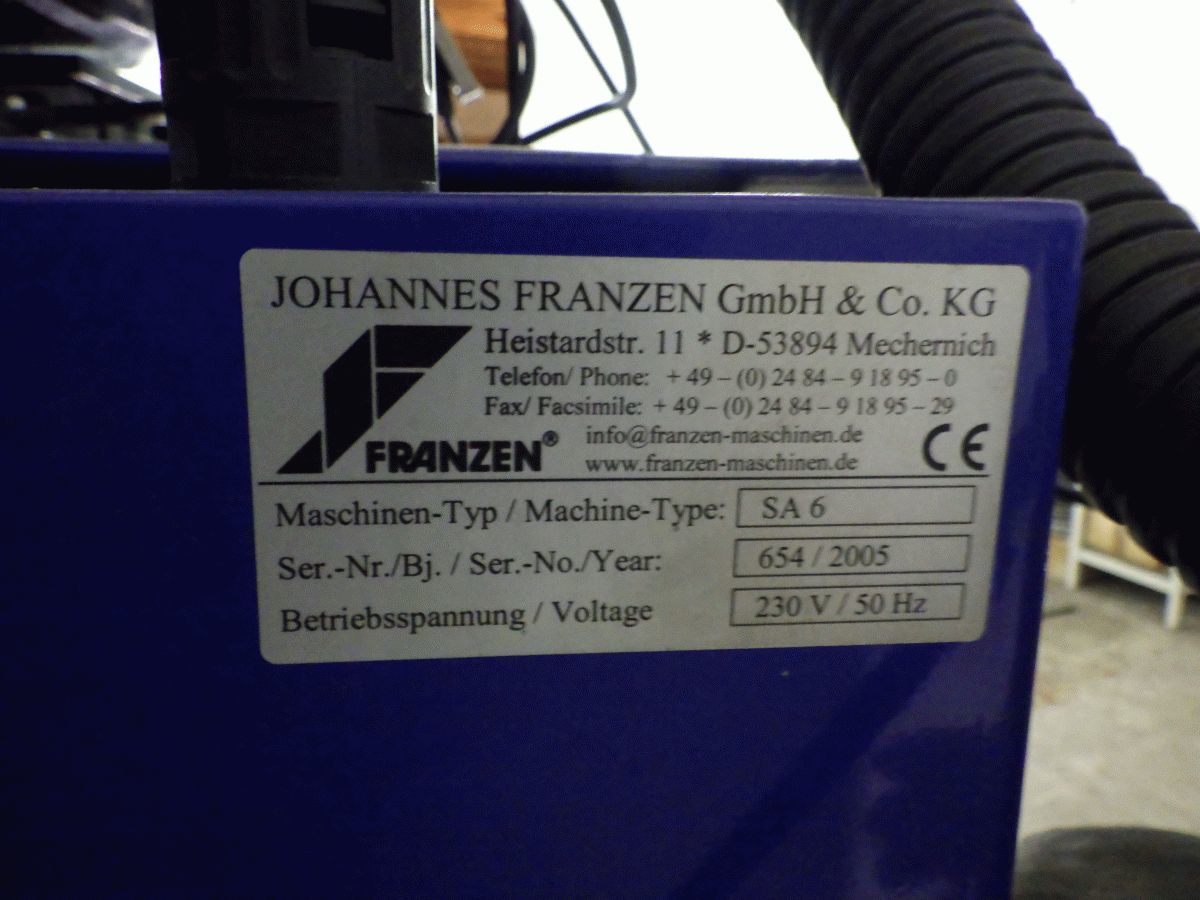 JOHANNES FRANZEN GmbH & Co. KG
Heistardstr. 11 * D-53894 Mechernich
Telefon/ Phone: + 49 – (0) 24 84 – 9 18 95 – 0
Fax/ Facsimile: + 49 – (0) 24 84 – 9 18 95 – 29
FRANZEN® info@franzen-maschinen.de
www.franzen-maschinen.de CE
Maschinen-Typ / Machine-Type: SA 6
Ser.-Nr./Bj. / Ser.-No./Year: 654 / 2005
Betriebsspannung / Voltage 230 V / 50 Hz